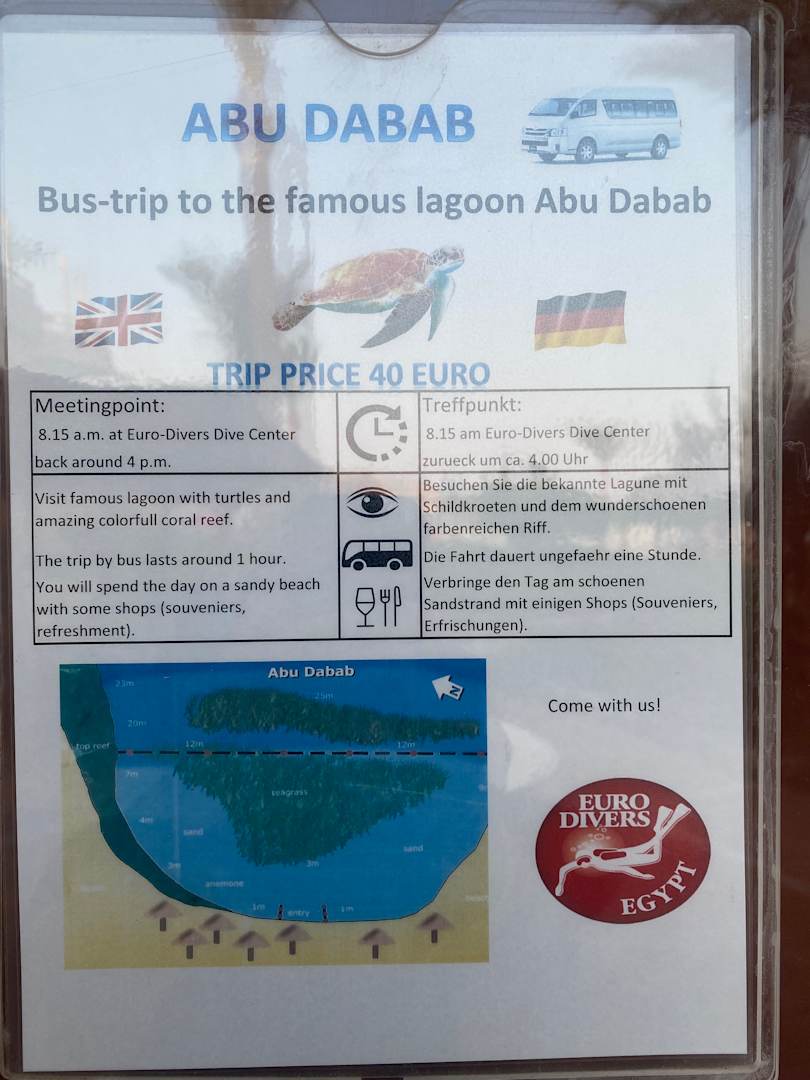 ABU DABAB
Bus-trip to the famous lagoon Abu Dabab
TRIP PRICE 40 EURO
Meetingpoint:
8.15 a.m. at Euro-Divers Dive Center
back around 4 p.m.
Treffpunkt:
8.15 am Euro-Divers Dive Center
zurueck um ca. 4.00 Uhr
Visit famous lagoon with turtles and
amazing colorfull coral reef.
Besuchen Sie die bekannte Lagune mit
Schildkroeten und dem wunderschoenen
farbenreichen Riff.
The trip by bus lasts around 1 hour.
Die Fahrt dauert ungefaehr eine Stunde.
You will spend the day on a sandy beach
with some shops (souveniers,
refreshment).
Verbringe den Tag am schoenen
Sandstrand mit einigen Shops (Souveniers,
Erfrischungen).
Abu Dabab
N
23m
25m
20m
12m
12m
top reef
7m
seagrass
4m
sand
sand
3m
3m
anemone
1m
entry
1m
Come with us!
EURO
DIVERS
EGYPT